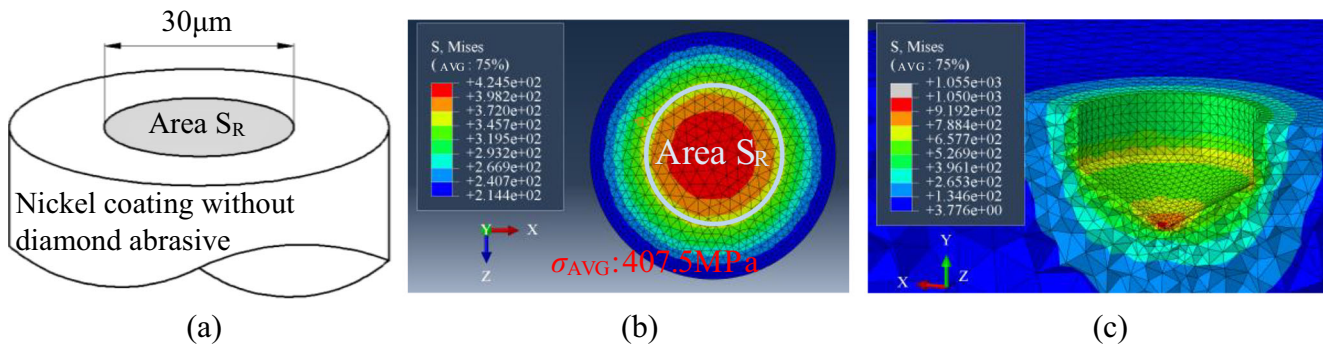 30μm
Area SR
Nickel coating without
diamond abrasive
(a)
S, Mises
(AVG: 75%)
+4.245e+02
+3.982e+02
+3.720e+02
+3.457e+02
+3.195e+02
+2.932e+02
+2.669e+02
+2.407e+02
+2.144e+02
Area SR
Y
X
Z
σAVG:407.5MPa
(b)
S, Mises
(AVG: 75%)
+1.055e+03
+1.050e+03
+9.192e+02
+7.884e+02
+6.577e+02
+5.269e+02
+3.961e+02
+2.653e+02
+1.346e+02
+3.776e+00
Y
X
Z
(c)